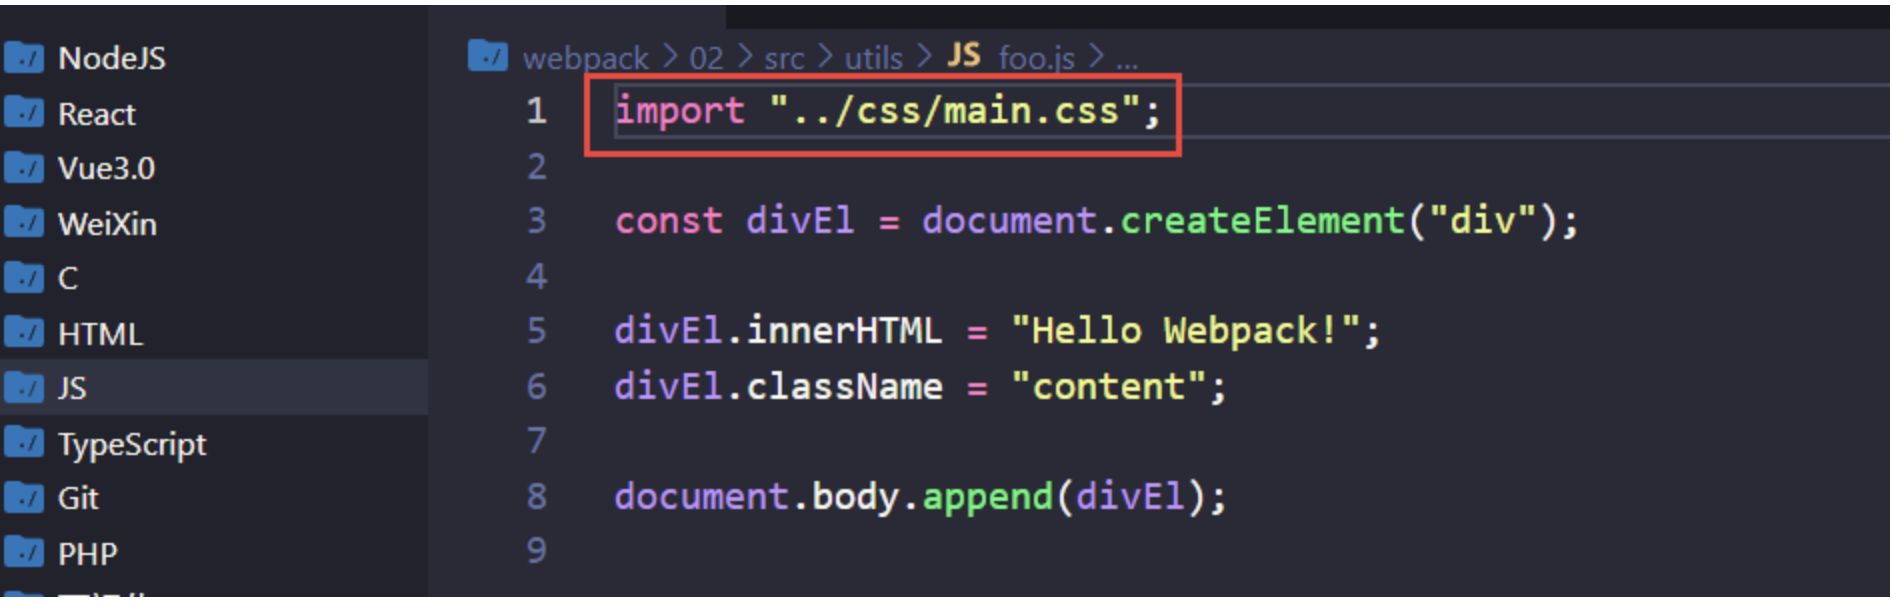 NodeJS
React
Vue3.0
WeiXin
C
HTML
JS
TypeScript
Git
PHP
webpack > 02 > src > utils > JS foo.js > ...
1 import "../css/main.css";
2
3 const divEl = document.createElement("div");
4
5 divEl.innerHTML = "Hello Webpack!";
6 divEl.className = "content";
7
8 document.body.append(divEl);
9